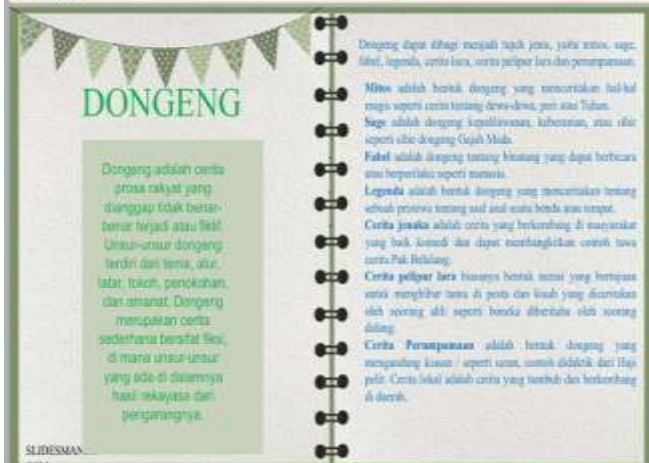 DONGENG
Dongeng adalah cerita
prosa rakyat yang
dianggap tidak benar-
benar terjadi atau fiktif.
Unsur-unsur dongeng
terdiri dari tema, alur,
latar, tokoh, penokohan,
dan amanat. Dongeng
merupakan cerita
sederhana bersifat fiksi,
di mana unsur-unsur
yang ada di dalamnya
hasil rekayasa dari
pengarangnya.
SLIDESMAN
Dongeng dapat dibagi menjadi tujuh jenis, yaitu mitos, sage,
fabel, legenda, cerita lucu, cerita pelipur lara dan perumpamaan.
Mitos adalah bentuk dongeng yang menceritakan hal-hal
magis seperti cerita tentang dewa-dewa, peri atau Tuhan.
Sage adalah dongeng kepahlawanan, keberanian, atau sihir
seperti sihir dongeng Gajah Mada.
Fabel adalah dongeng tentang binatang yang dapat berbicara
atau berperilaku seperti manusia.
Legenda adalah bentuk dongeng yang menceritakan tentang
sebuah peristiwa tentang asal usul suatu benda atau tempat.
Cerita jenaka adalah cerita yang berkembang di masyarakat
yang baik komedi dan dapat membangkitkan contoh tawa
cerita Pak Belalang.
Cerita pelipur lara biasanya bentuk narasi yang bertujuan
untuk menghibur tamu di pesta dan kisah yang diceritakan
oleh seorang ahli seperti boneka diberitahu oleh seorang
dalang.
Cerita Perumpamaan adalah bentuk dongeng yang
mengandung kiasan seperti saran, contoh didaktik dari Haji
pelit. Cerita lokal adalah cerita yang tumbuh dan berkembang
di daerah.